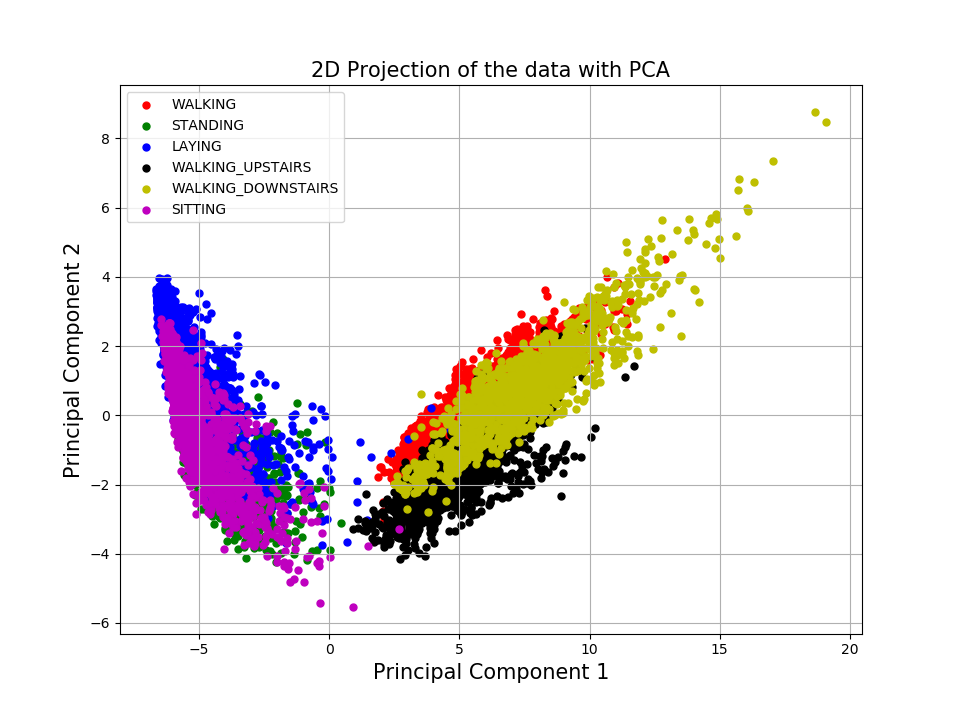 2D Projection of the data with PCA
WALKING
STANDING
LAYING
WALKING_UPSTAIRS
WALKING_DOWNSTAIRS
SITTING
Principal Component 2
8
6
4
2
0
−2
−4
−6
−5
0
5
10
15
20
Principal Component 1